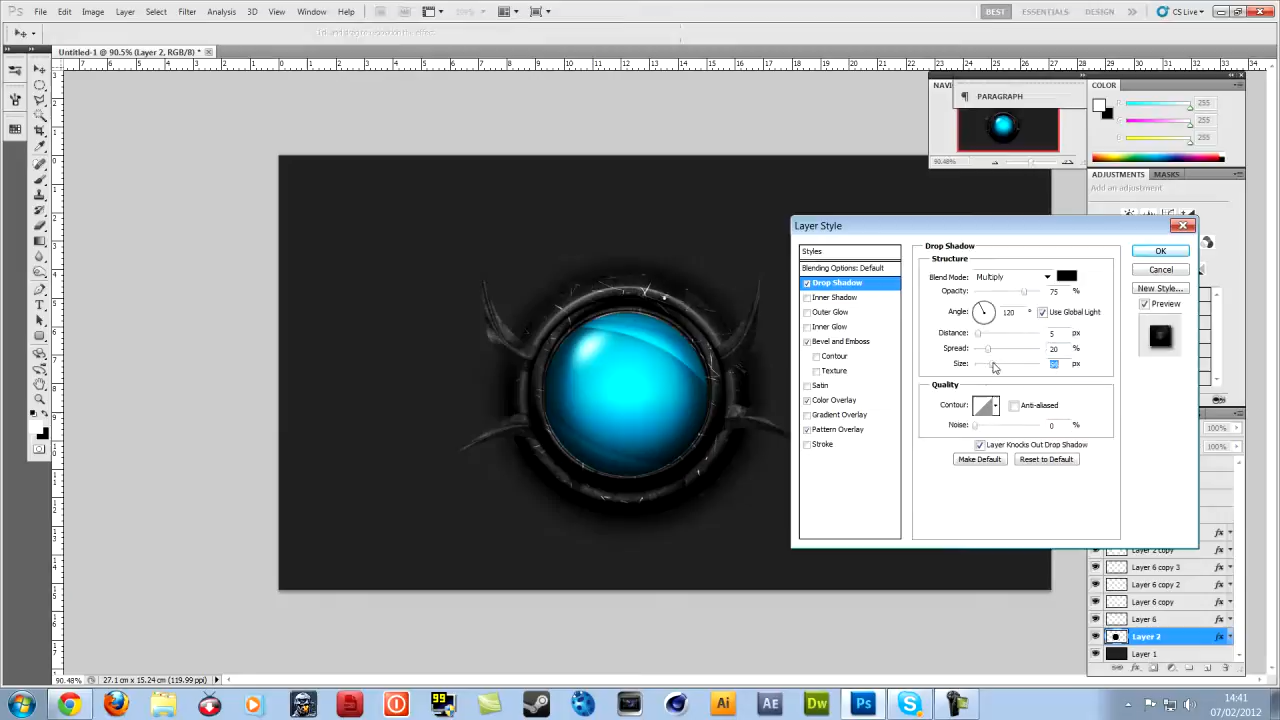 Ps File Edit Image Layer Select Filter Analysis 3D View Window Help
BEST ESSENTIALS DESIGN CS Live
Untitled-1 @ 90.5% (Layer 2, RGB/8) *
PARAGRAPH
COLOR
255
255
255
90.48%
ADJUSTMENTS MASKS
Add an adjustment
Layer Style
Styles
Blending Options: Default
Drop Shadow
Inner Shadow
Outer Glow
Inner Glow
Bevel and Emboss
Contour
Texture
Satin
Color Overlay
Gradient Overlay
Pattern Overlay
Stroke
Drop Shadow
Structure
Blend Mode: Multiply
Opacity: 75 %
Angle: 120 ° Use Global Light
Distance: 5 px
Spread: 20 %
Size: px
Quality
Contour: Anti-aliased
Noise: 0 %
Layer Knocks Out Drop Shadow
Make Default Reset to Default
OK
Cancel
New Style...
Preview
100%
100%
Layer 2 copy
Layer 6 copy 3
Layer 6 copy 2
Layer 6 copy
Layer 6
Layer 2
Layer 1
90.48% 27.1 cm x 15.24 cm (119.99 ppi)
99
Ai Ae Dw Ps
14:41
07/02/2012